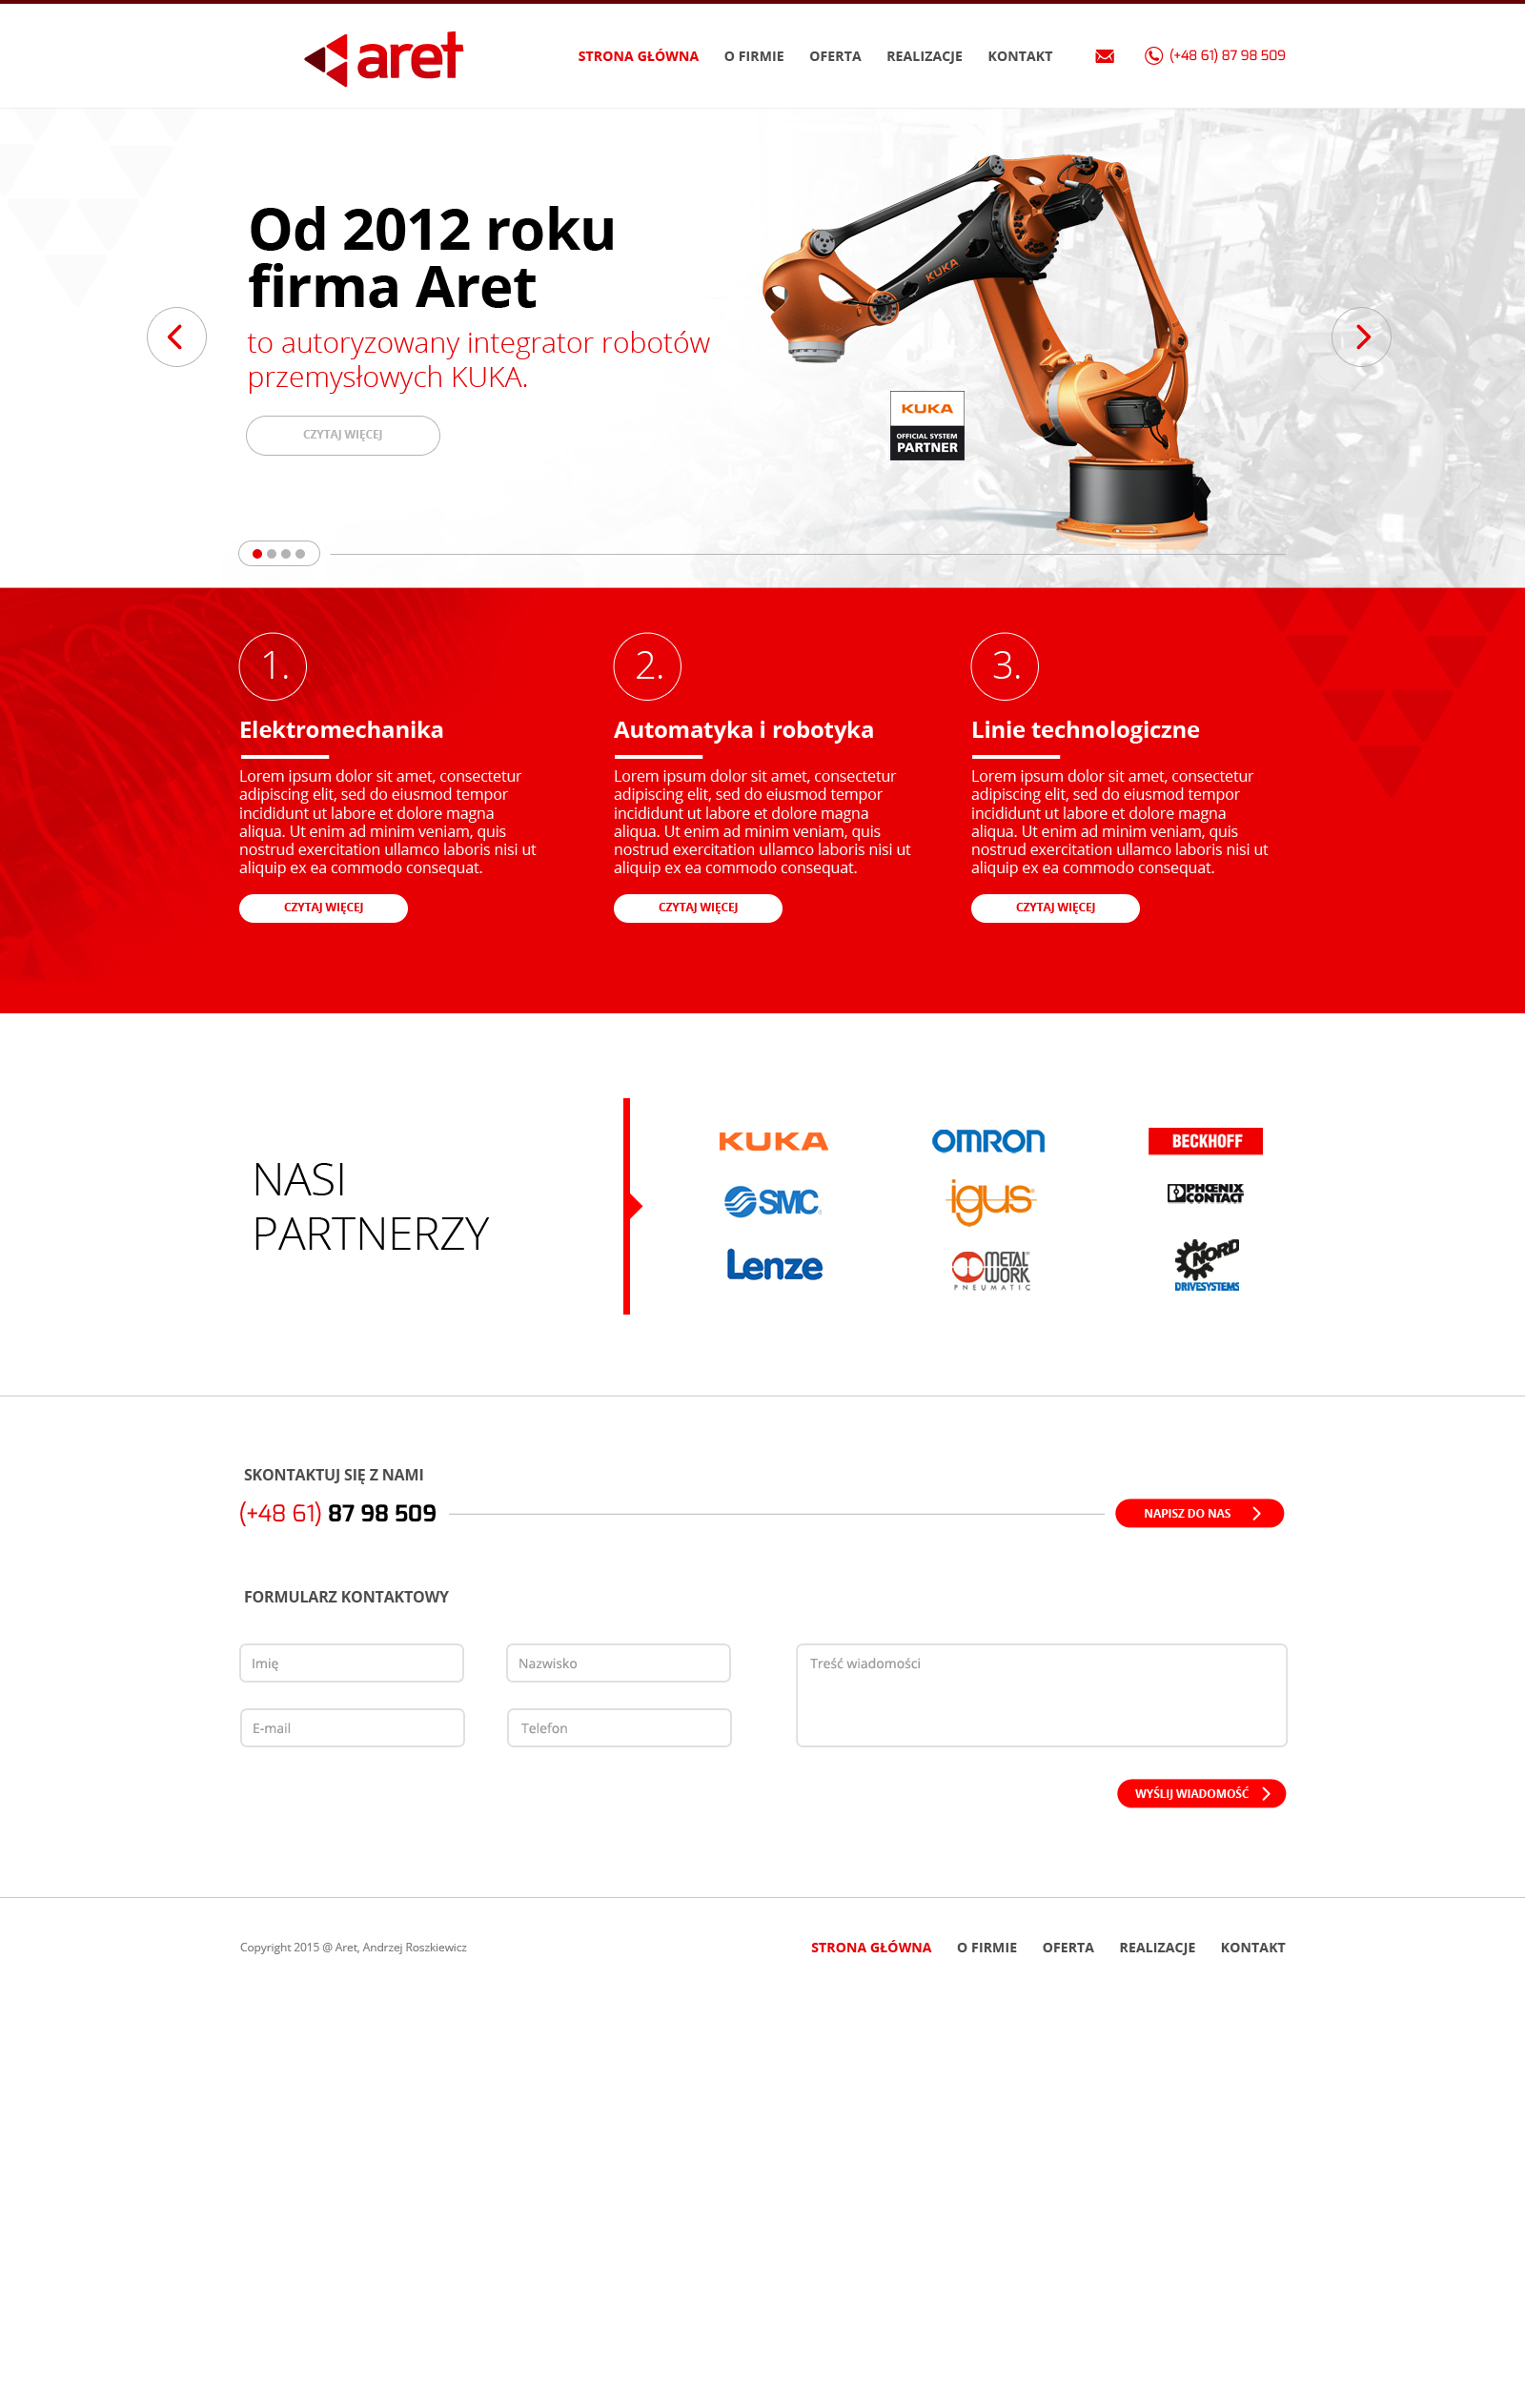 aret
STRONA GŁÓWNA O FIRMIE OFERTA REALIZACJE KONTAKT (+48 61) 87 98 509
Od 2012 roku
firma Aret
to autoryzowany integrator robotów
przemysłowych KUKA.
CZYTAJ WIĘCEJ
KUKA
KUKA
OFFICIAL SYSTEM
PARTNER
1.
Elektromechanika
Lorem ipsum dolor sit amet, consectetur
adipiscing elit, sed do eiusmod tempor
incididunt ut labore et dolore magna
aliqua. Ut enim ad minim veniam, quis
nostrud exercitation ullamco laboris nisi ut
aliquip ex ea commodo consequat.
CZYTAJ WIĘCEJ
2.
Automatyka i robotyka
Lorem ipsum dolor sit amet, consectetur
adipiscing elit, sed do eiusmod tempor
incididunt ut labore et dolore magna
aliqua. Ut enim ad minim veniam, quis
nostrud exercitation ullamco laboris nisi ut
aliquip ex ea commodo consequat.
CZYTAJ WIĘCEJ
3.
Linie technologiczne
Lorem ipsum dolor sit amet, consectetur
adipiscing elit, sed do eiusmod tempor
incididunt ut labore et dolore magna
aliqua. Ut enim ad minim veniam, quis
nostrud exercitation ullamco laboris nisi ut
aliquip ex ea commodo consequat.
CZYTAJ WIĘCEJ
NASI
PARTNERZY
KUKA
OMRON
BECKHOFF
SMC
igus
PHŒNIX
CONTACT
Lenze
METAL
WORK
PNEUMATIC
NORD
DRIVESYSTEMS
SKONTAKTUJ SIĘ Z NAMI
(+48 61) 87 98 509
NAPISZ DO NAS
FORMULARZ KONTAKTOWY
Imię
Nazwisko
Treść wiadomości
E-mail
Telefon
WYŚLIJ WIADOMOŚĆ
Copyright 2015 @ Aret, Andrzej Roszkiewicz
STRONA GŁÓWNA O FIRMIE OFERTA REALIZACJE KONTAKT